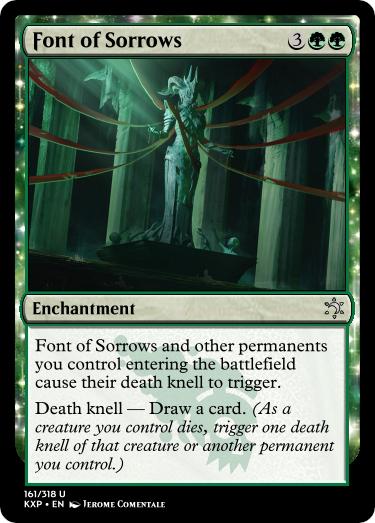 Font of Sorrows 3
Enchantment
Font of Sorrows and other permanents
you control entering the battlefield
cause their death knell to trigger.
Death knell — Draw a card. (As a
creature you control dies, trigger one death
knell of that creature or another permanent
you control.)
161/318 U
KXP • EN Jerome Comentale